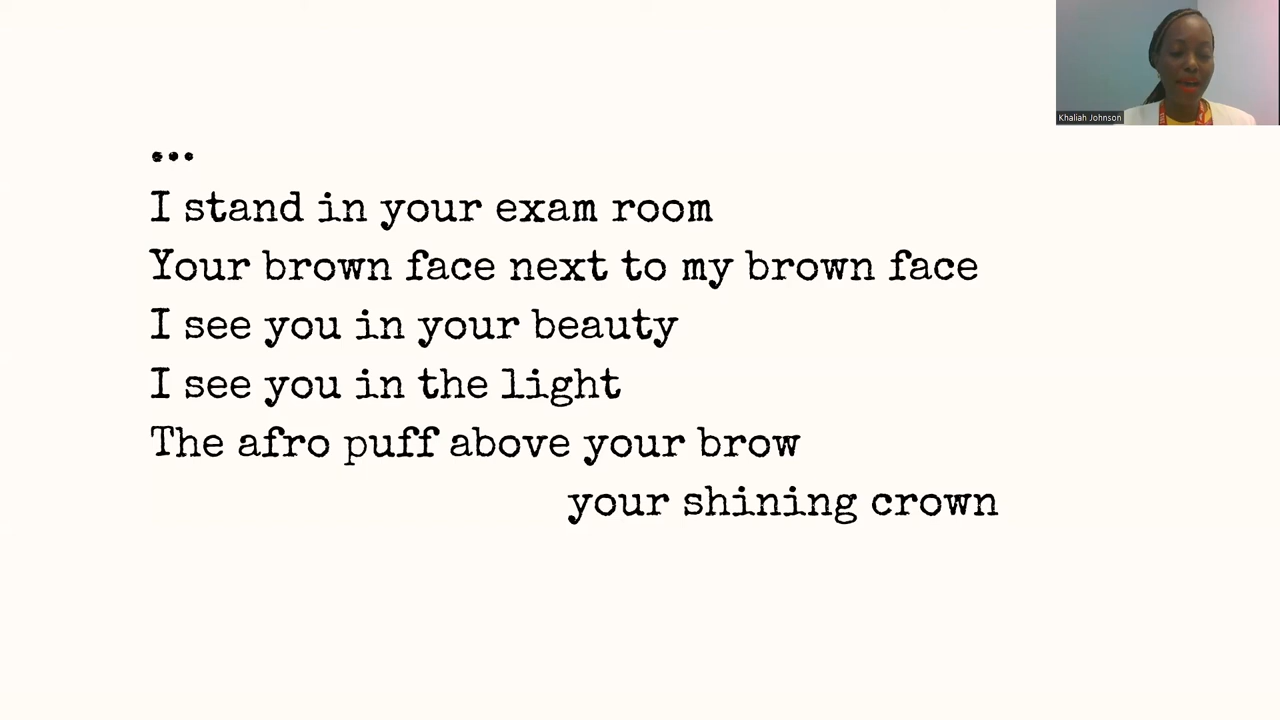 Khaliah Johnson
...
I stand in your exam room
Your brown face next to my brown face
I see you in your beauty
I see you in the light
The afro puff above your brow
your shining crown